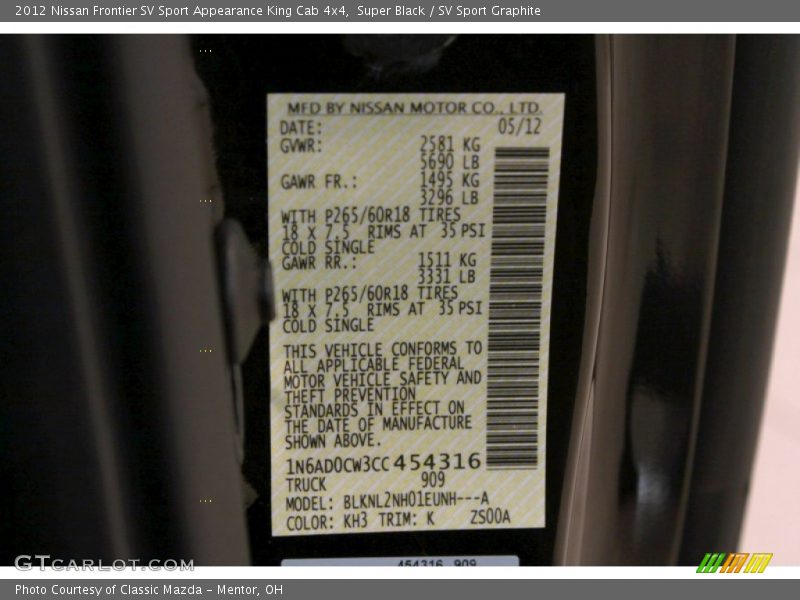 2012 Nissan Frontier SV Sport Appearance King Cab 4x4,  Super Black / SV Sport Graphite
MFD BY NISSAN MOTOR CO., LTD.
DATE: 05/12
GVWR: 2581 KG
5690 LB
GAWR FR.: 1495 KG
3296 LB
WITH P265/60R18 TIRES
18 X 7.5 RIMS AT 35 PSI
COLD SINGLE
GAWR RR.: 1511 KG
3331 LB
WITH P265/60R18 TIRES
18 X 7.5 RIMS AT 35 PSI
COLD SINGLE
THIS VEHICLE CONFORMS TO
ALL APPLICABLE FEDERAL
MOTOR VEHICLE SAFETY AND
THEFT PREVENTION
STANDARDS IN EFFECT ON
THE DATE OF MANUFACTURE
SHOWN ABOVE.
1N6AD0CW3CC454316
TRUCK 909
MODEL: BLKNL2NH01EUNH---A
COLOR: KH3 TRIM: K ZS00A
454316 909
GTCARLOT.COM
Photo Courtesy of Classic Mazda - Mentor, OH